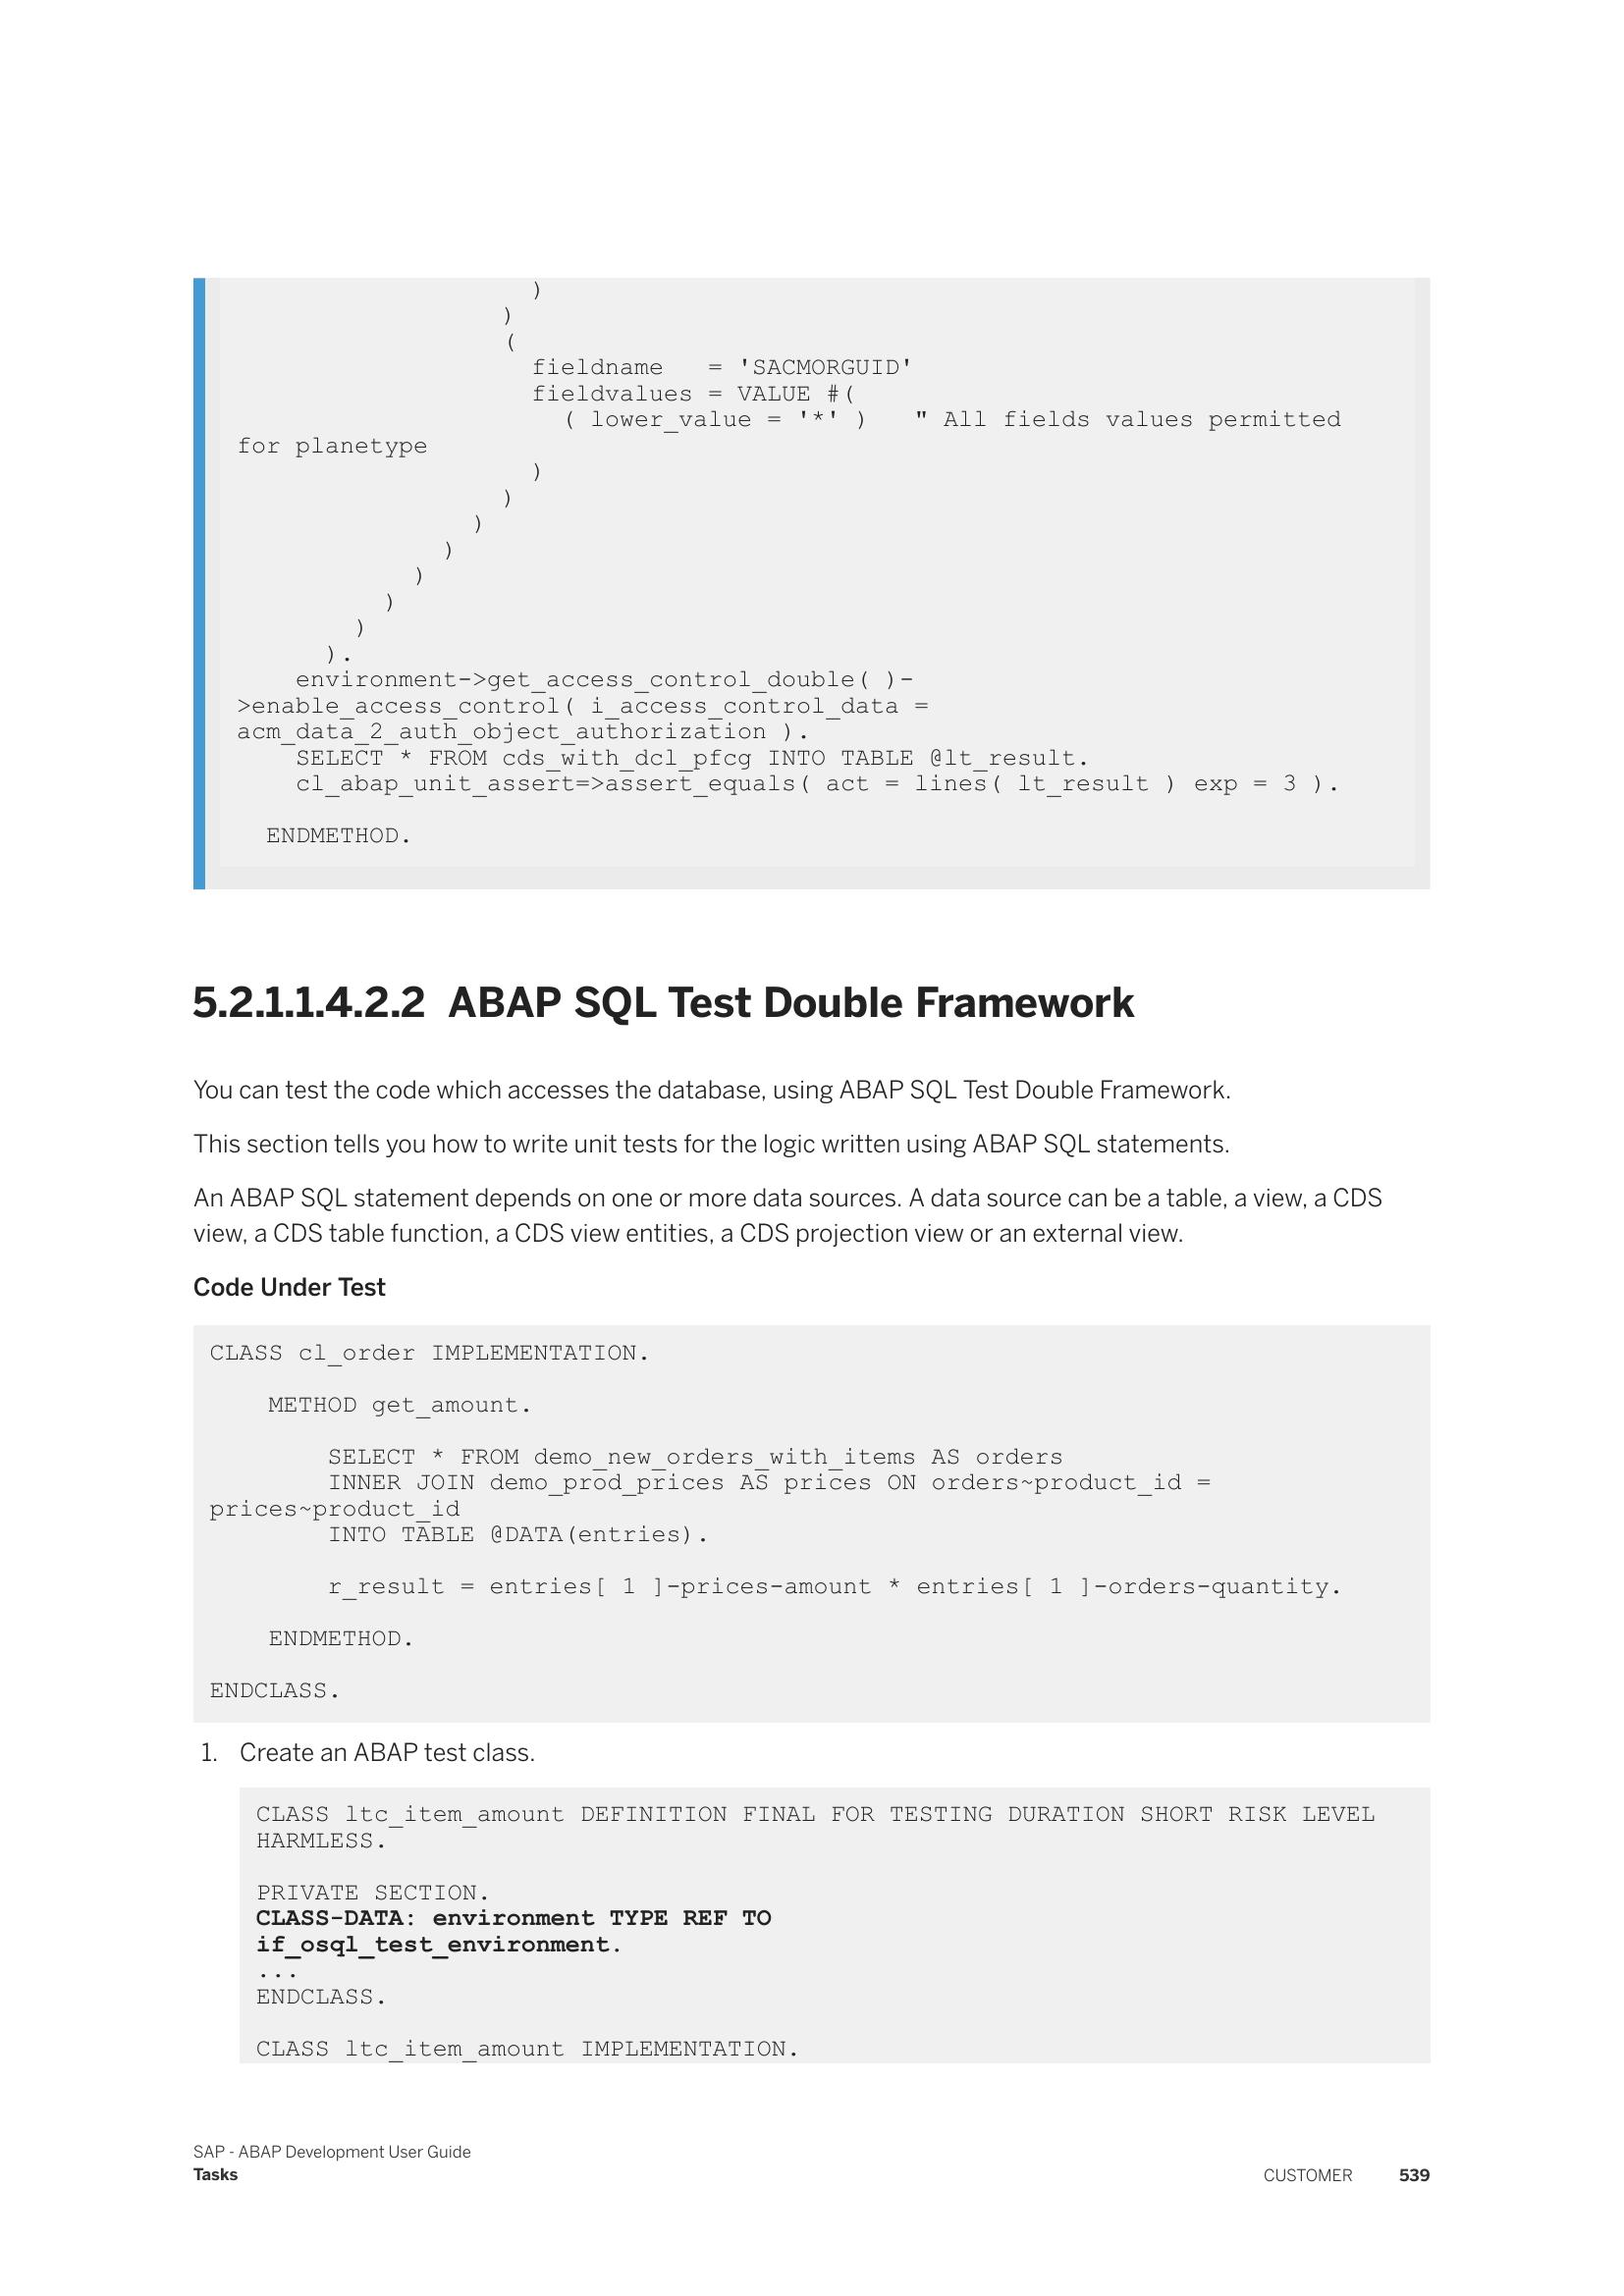 )
)
(
fieldname   = 'SACMORGUID'
fieldvalues = VALUE #(
( lower_value = '*' )   " All fields values permitted
for planetype
)
)
)
)
)
)
)
).
environment->get_access_control_double( )-
>enable_access_control( i_access_control_data =
acm_data_2_auth_object_authorization ).
SELECT * FROM cds_with_dcl_pfcg INTO TABLE @lt_result.
cl_abap_unit_assert=>assert_equals( act = lines( lt_result ) exp = 3 ).
ENDMETHOD.
5.2.1.1.4.2.2  ABAP SQL Test Double Framework
You can test the code which accesses the database, using ABAP SQL Test Double Framework.
This section tells you how to write unit tests for the logic written using ABAP SQL statements.
An ABAP SQL statement depends on one or more data sources. A data source can be a table, a view, a CDS
view, a CDS table function, a CDS view entities, a CDS projection view or an external view.
Code Under Test
CLASS cl_order IMPLEMENTATION.
METHOD get_amount.
SELECT * FROM demo_new_orders_with_items AS orders
INNER JOIN demo_prod_prices AS prices ON orders~product_id =
prices~product_id
INTO TABLE @DATA(entries).
r_result = entries[ 1 ]-prices-amount * entries[ 1 ]-orders-quantity.
ENDMETHOD.
ENDCLASS.
1. Create an ABAP test class.
CLASS ltc_item_amount DEFINITION FINAL FOR TESTING DURATION SHORT RISK LEVEL
HARMLESS.
PRIVATE SECTION.
CLASS-DATA: environment TYPE REF TO
if_osql_test_environment.
...
ENDCLASS.
CLASS ltc_item_amount IMPLEMENTATION.
SAP - ABAP Development User Guide
Tasks
CUSTOMER 539